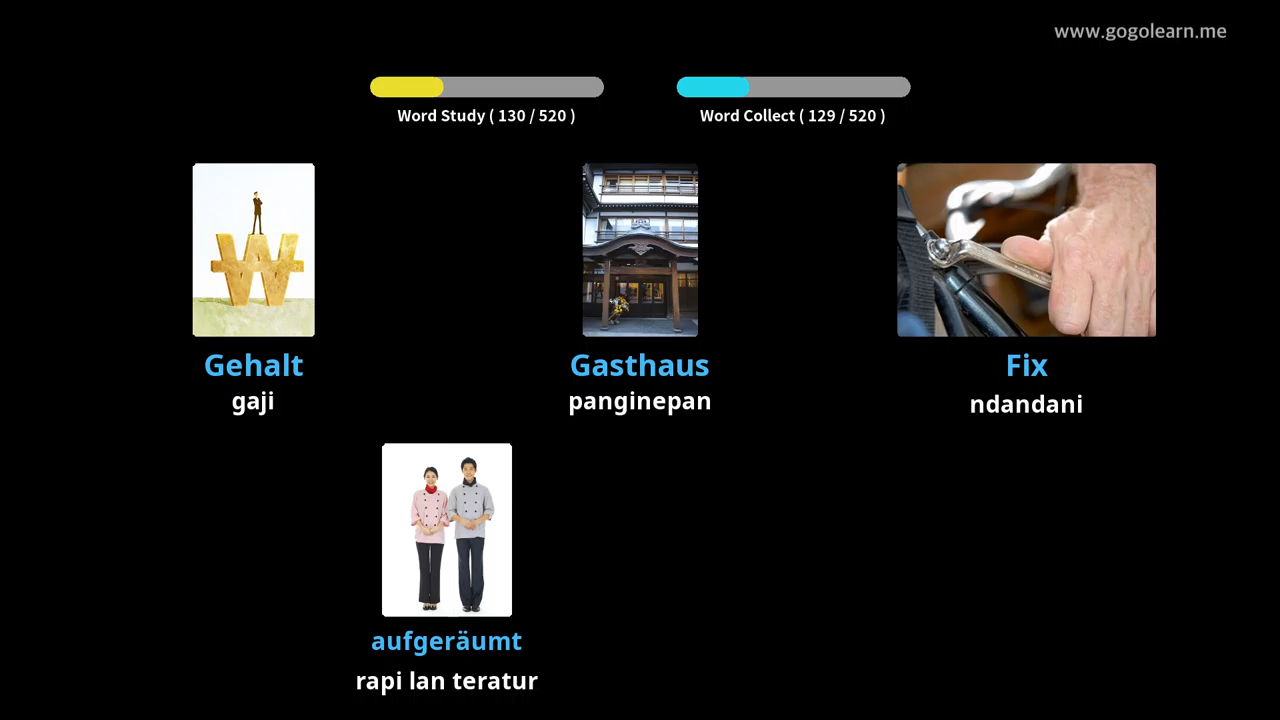 www.gogolearn.me
Word Study ( 130 / 520 )
Word Collect ( 129 / 520 )
Gehalt
gaji
Gasthaus
panginepan
Fix
ndandani
aufgeräumt
rapi lan teratur